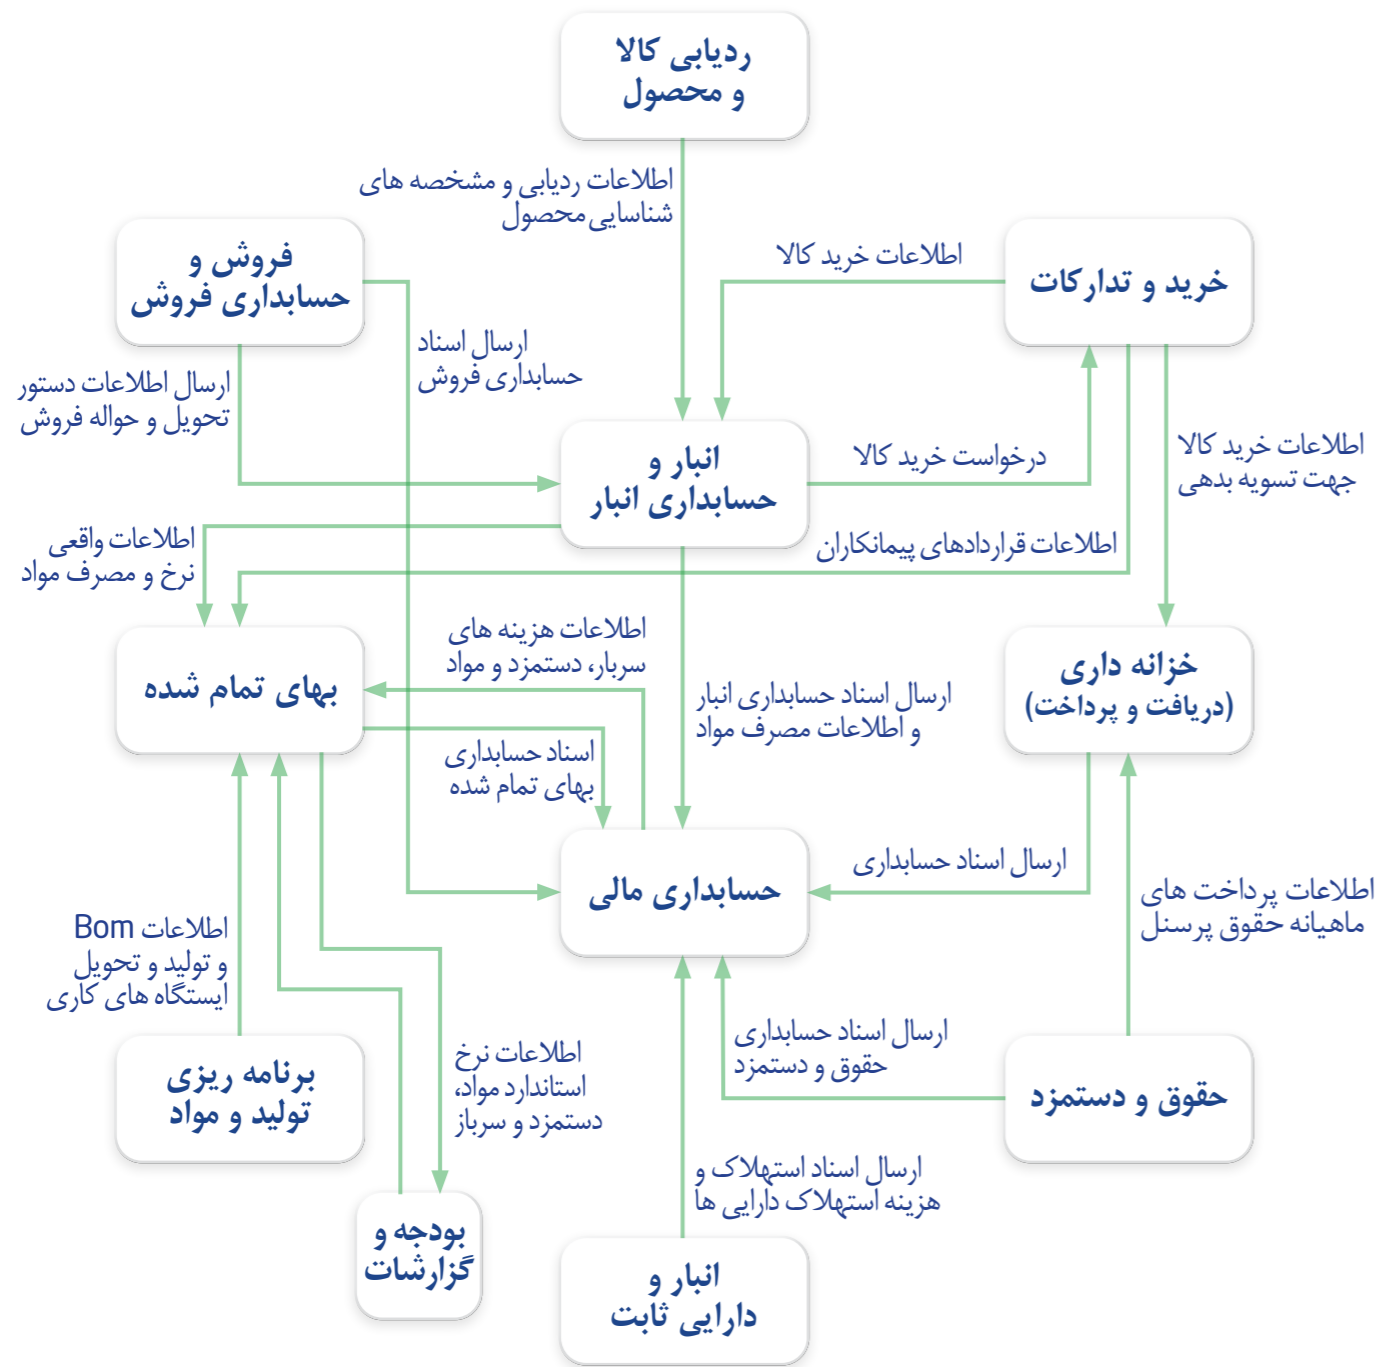 ردیابی کالا
و محصول
اطلاعات ردیابی و مشخصه های
شناسایی محصول
خرید و تدارکات
اطلاعات خرید کالا
فروش و
حسابداری فروش
ارسال اسناد
حسابداری فروش
ارسال اطلاعات دستور
تحویل و حواله فروش
انبار و
حسابداری انبار
درخواست خرید کالا
اطلاعات خرید کالا
جهت تسویه بدهی
اطلاعات قراردادهای پیمانکاران
اطلاعات واقعی
نرخ و مصرف مواد
خزانه داری
(دریافت و پرداخت)
ارسال اسناد حسابداری انبار
و اطلاعات مصرف مواد
اطلاعات هزینه های
سربار، دستمزد و مواد
بهای تمام شده
اسناد حسابداری
بهای تمام شده
ارسال اسناد حسابداری
حسابداری مالی
اطلاعات پرداخت های
ماهیانه حقوق پرسنل
اطلاعات Bom
و تولید و تحویل
ایستگاه های کاری
حقوق و دستمزد
ارسال اسناد حسابداری
حقوق و دستمزد
اطلاعات نرخ
استاندارد مواد،
دستمزد و سرباز
برنامه ریزی
تولید و مواد
ارسال اسناد استهلاک و
هزینه استهلاک دارایی ها
بودجه و
گزارشات
انبار و
دارایی ثابت